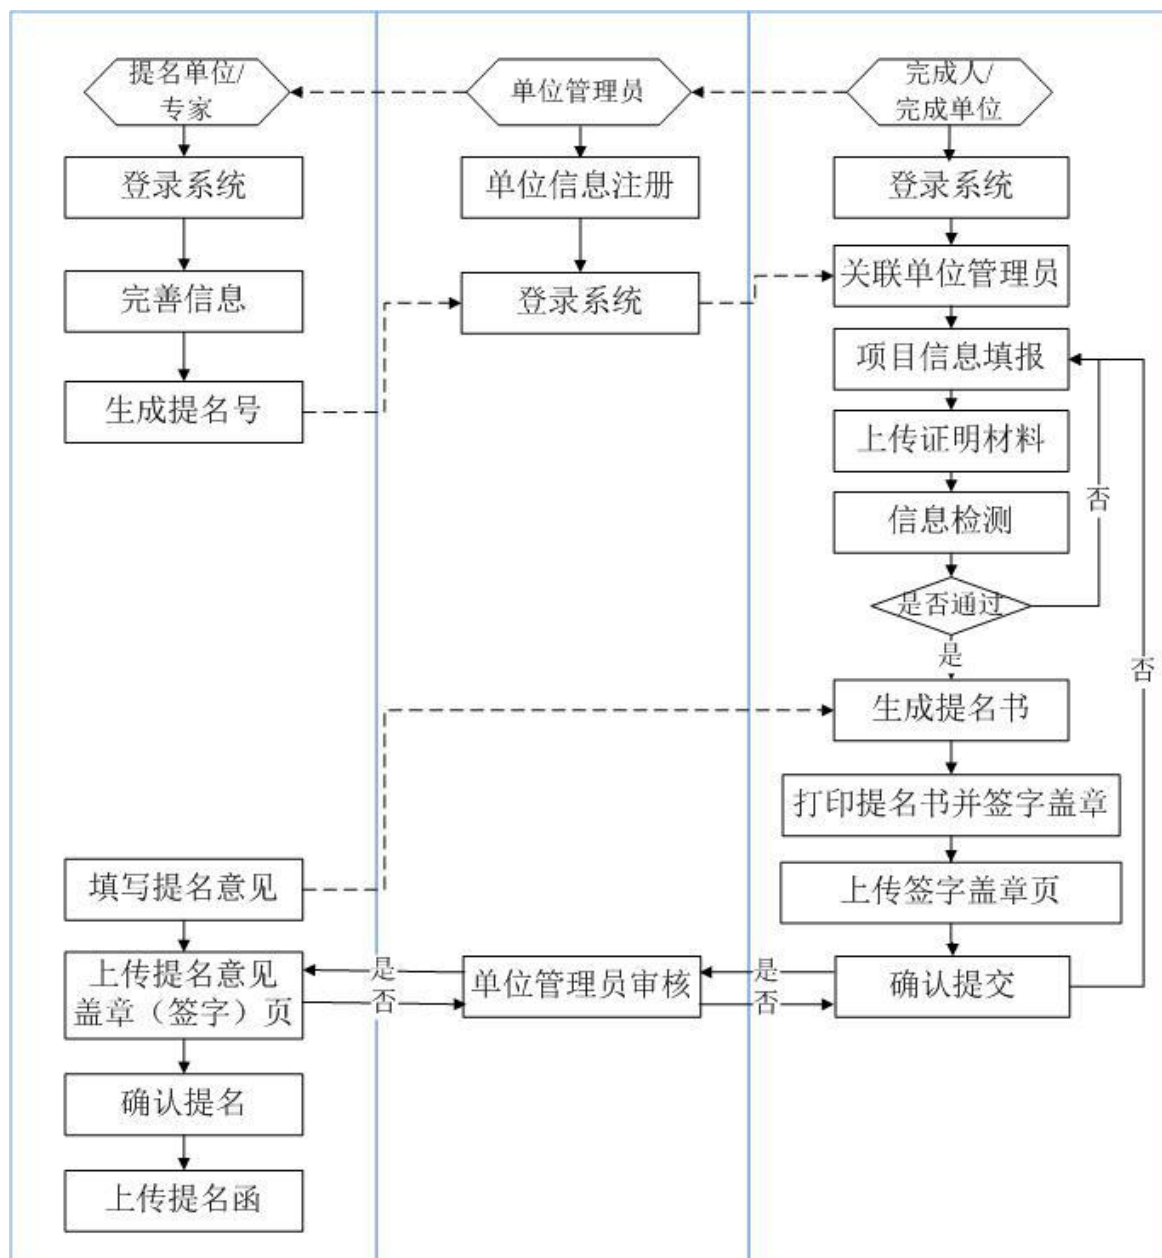 提名单位/
专家
单位管理员
完成人/
完成单位
登录系统
单位信息注册
登录系统
完善信息
登录系统
关联单位管理员
生成提名号
项目信息填报
上传证明材料
否
信息检测
是否通过
是
否
生成提名书
打印提名书并签字盖章
填写提名意见
上传签字盖章页
上传提名意见
盖章（签字）页
是
否
单位管理员审核
是
否
确认提交
确认提名
上传提名函